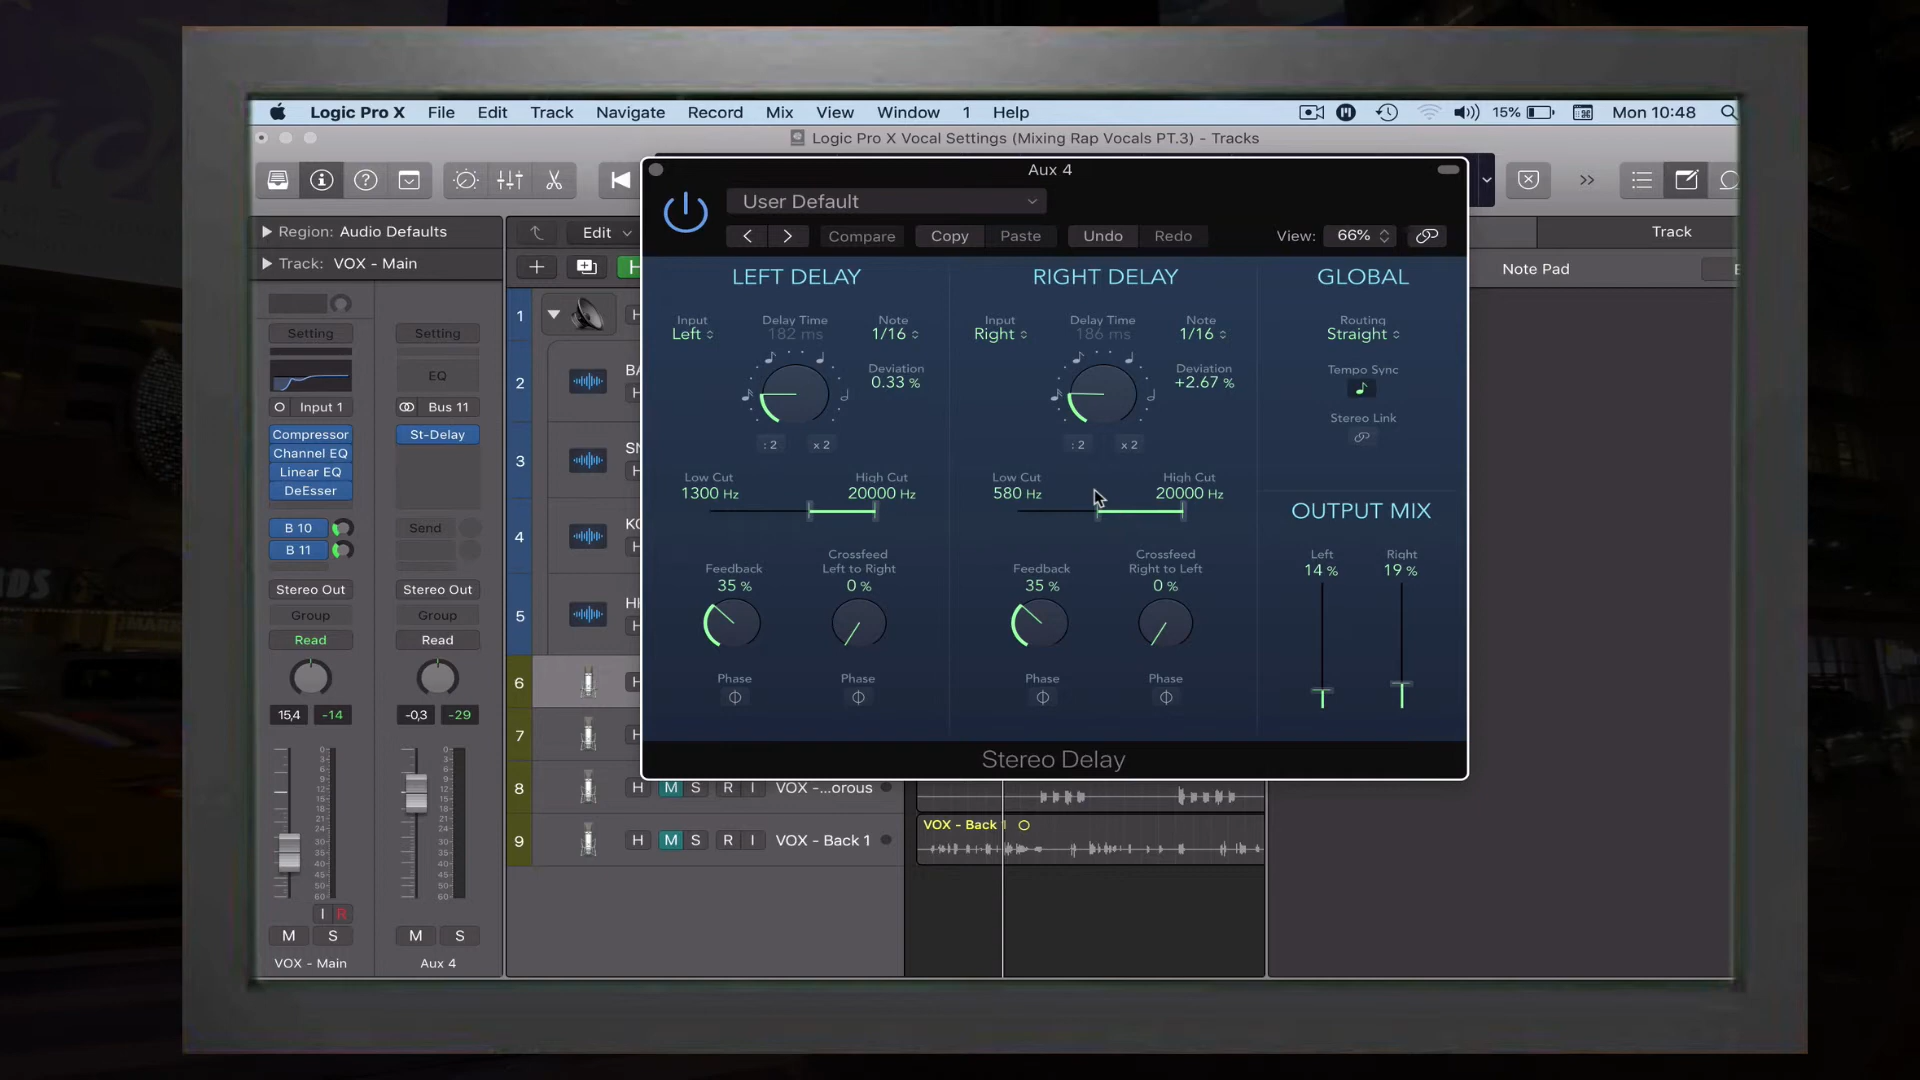 Logic Pro X File Edit Track Navigate Record Mix View Window 1 Help 15% Mon 10:48
Logic Pro X Vocal Settings (Mixing Rap Vocals PT.3) - Tracks
Aux 4
User Default
Compare Copy Paste Undo Redo View: 66%
Region: Audio Defaults
Track: VOX - Main
Edit
Track
Note Pad
LEFT DELAY
Input
Left
Delay Time
182 ms
Note
1/16
Deviation
0.33 %
: 2 x 2
Low Cut
1300 Hz
High Cut
20000 Hz
Feedback
35 %
Crossfeed
Left to Right
0 %
Phase Phase
RIGHT DELAY
Input
Right
Delay Time
186 ms
Note
1/16
Deviation
+2.67 %
: 2 x 2
Low Cut
580 Hz
High Cut
20000 Hz
Feedback
35 %
Crossfeed
Right to Left
0 %
Phase Phase
GLOBAL
Routing
Straight
Tempo Sync
Stereo Link
OUTPUT MIX
Left
14 %
Right
19 %
Stereo Delay
Setting
Input 1
Compressor
Channel EQ
Linear EQ
DeEsser
B 10
B 11
Stereo Out
Group
Read
15,4 -14
I R
M S
VOX - Main
Setting
EQ
Bus 11
St-Delay
Send
Stereo Out
Group
Read
-0,3 -29
M S
Aux 4
1
2
3
4
5
6 H
7
8 H M S R I VOX - ...orous
9 H M S R I VOX - Back 1
VOX - Back